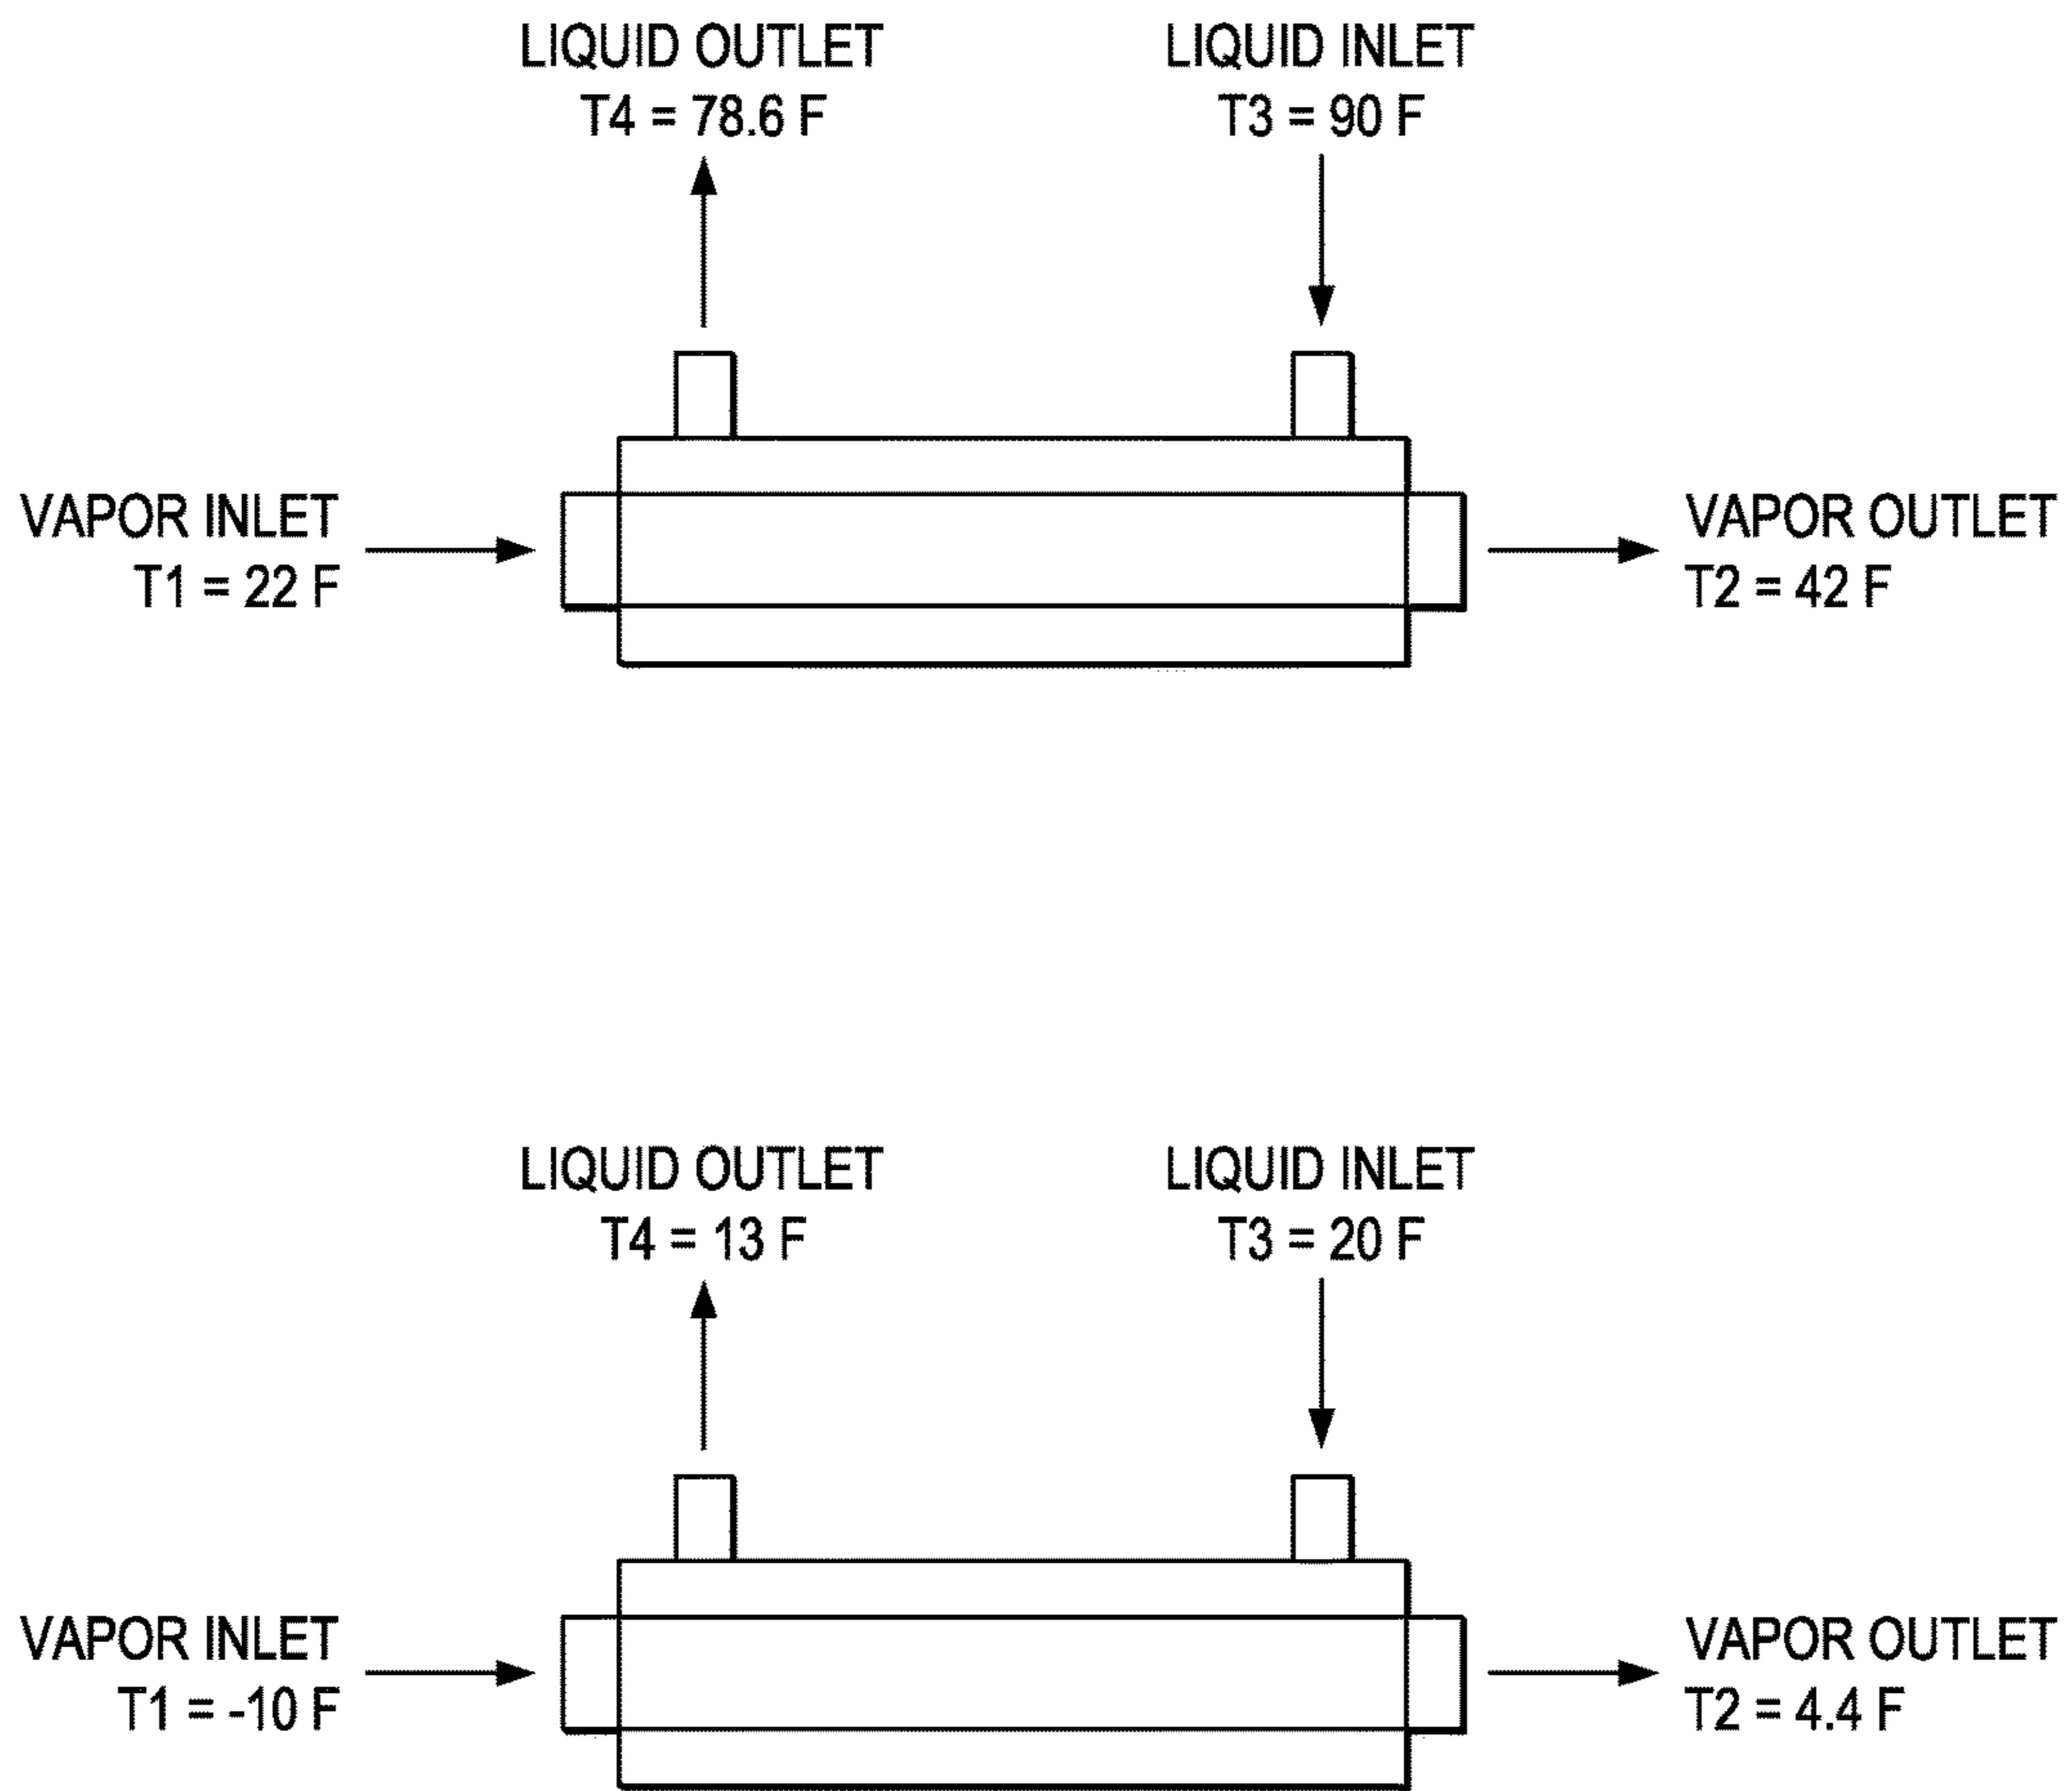 LIQUID OUTLET
T4 = 78.6 F
LIQUID INLET
T3 = 90 F
VAPOR INLET
T1 = 22 F
VAPOR OUTLET
T2 = 42 F
LIQUID OUTLET
T4 = 13 F
LIQUID INLET
T3 = 20 F
VAPOR INLET
T1 = -10 F
VAPOR OUTLET
T2 = 4.4 F